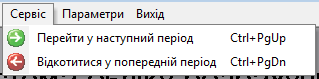 Сервіс Параметри Вихід
Перейти у наступний період Ctrl+PgUp
Відкотитися у попередній період Ctrl+PgDn